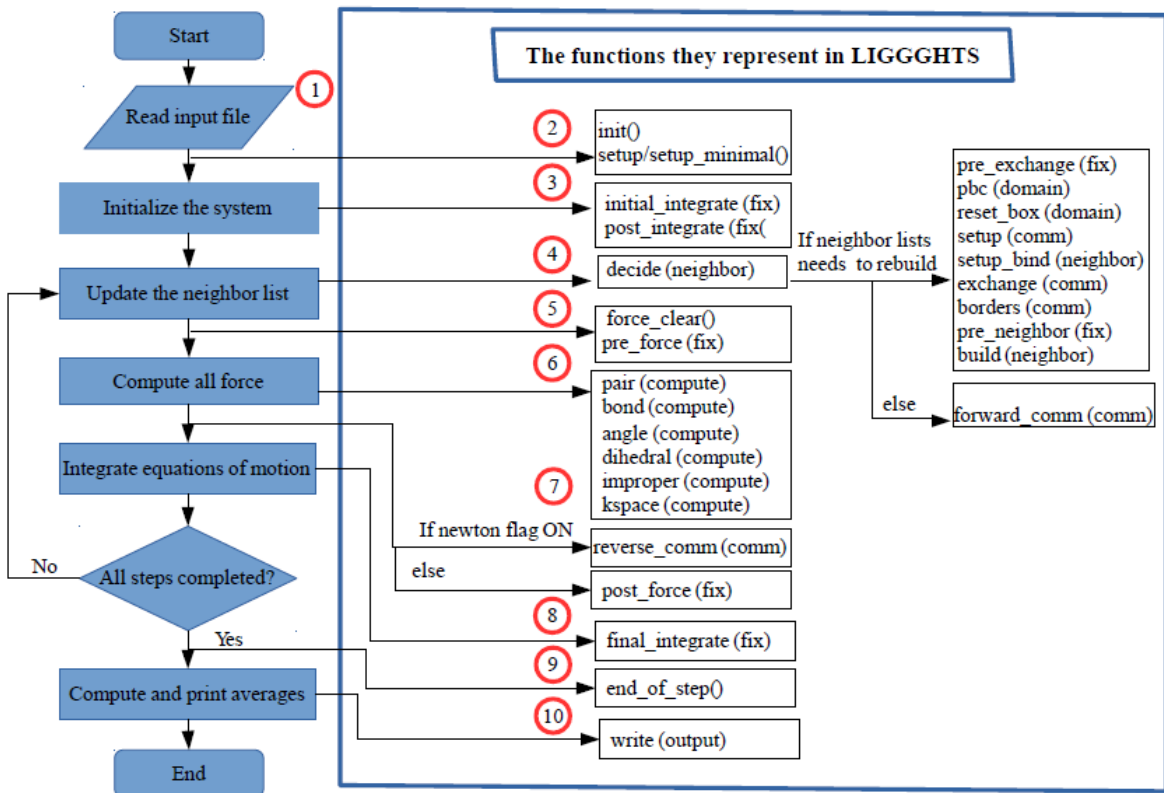 Start
The functions they represent in LIGGGHTS
1
Read input file
2
init()
setup/setup_minimal()
3
Initialize the system
initial_integrate (fix)
post_integrate (fix(
4
Update the neighbor list
decide (neighbor)
If neighbor lists
needs to rebuild
pre_exchange (fix)
pbc (domain)
reset_box (domain)
setup (comm)
setup_bind (neighbor)
exchange (comm)
borders (comm)
pre_neighbor (fix)
build (neighbor)
else
forward_comm (comm)
5
force_clear()
pre_force (fix)
6
Compute all force
pair (compute)
bond (compute)
angle (compute)
dihedral (compute)
improper (compute)
kspace (compute)
Integrate equations of motion
7
If newton flag ON
reverse_comm (comm)
else
post_force (fix)
No
All steps completed?
8
final_integrate (fix)
Yes
9
end_of_step()
Compute and print averages
10
write (output)
End